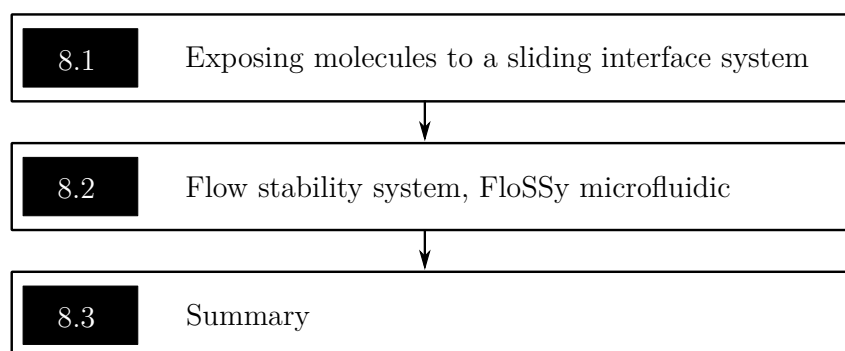 8.1 Exposing molecules to a sliding interface system
8.2 Flow stability system, FloSSy microfluidic
8.3 Summary